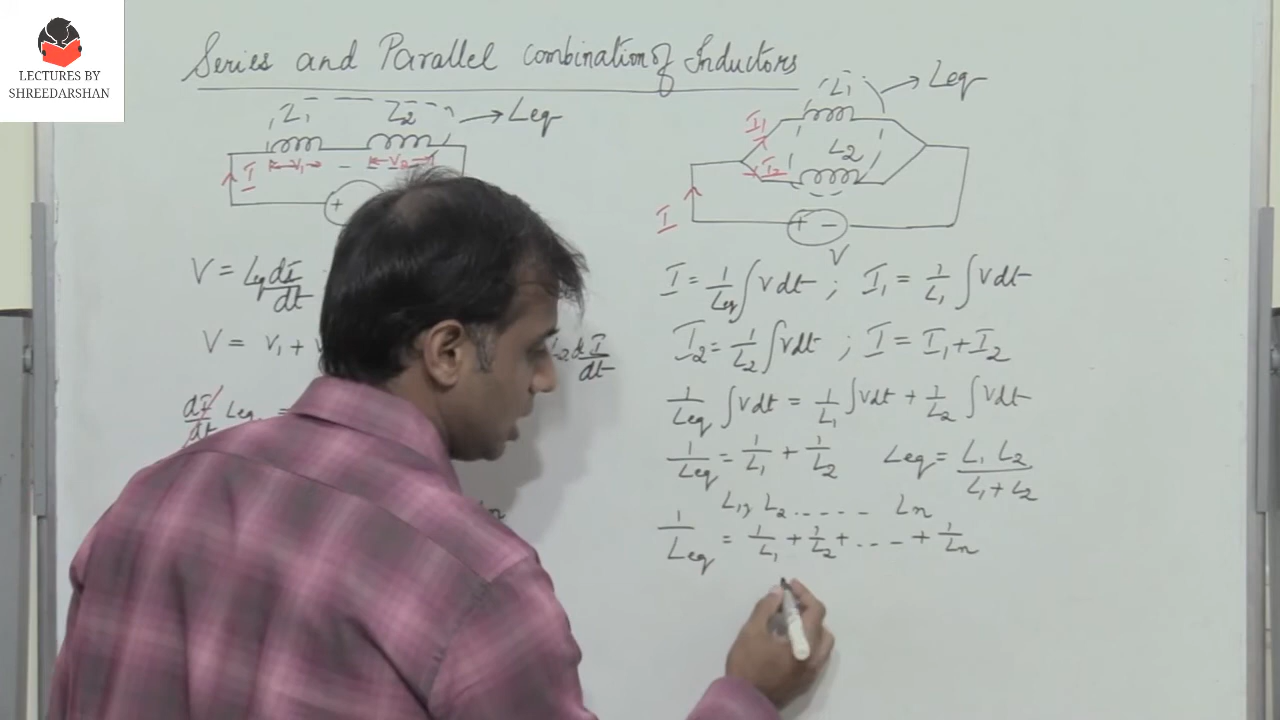 LECTURES BY
SHREEDARSHAN
Series and Parallel combination of Inductors
L₁ L₂ → Leq
I V₁ V₂
+
V = Leq dI/dt
V = V₁ +
L₂ dI/dt
dI/dt Leq =
L₁ → Leq
I₁
L₂
I₂
I
+ −
V
I = 1/Leq ∫ V dt ; I₁ = 1/L₁ ∫ V dt
I₂ = 1/L₂ ∫ V dt ; I = I₁ + I₂
1/Leq ∫ V dt = 1/L₁ ∫ V dt + 1/L₂ ∫ V dt
1/Leq = 1/L₁ + 1/L₂ Leq = L₁ L₂ / L₁ + L₂
L₁, L₂ ..... Ln
1/Leq = 1/L₁ + 1/L₂ + .... + 1/Ln